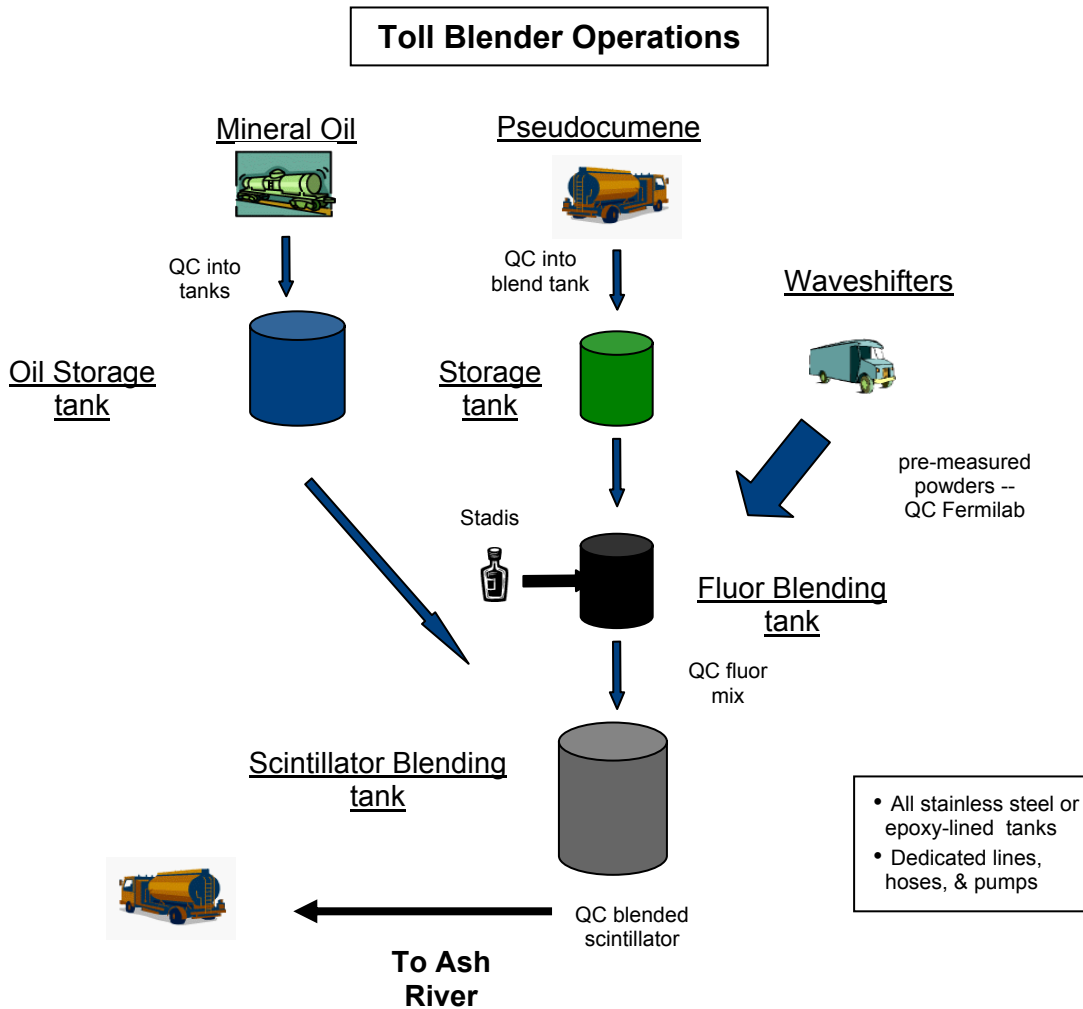 Toll Blender Operations
Mineral Oil
Pseudocumene
QC into
tanks
QC into
blend tank
Waveshifters
Oil Storage
tank
Storage
tank
pre-measured
powders --
QC Fermilab
Stadis
Fluor Blending
tank
QC fluor
mix
Scintillator Blending
tank
• All stainless steel or
epoxy-lined tanks
• Dedicated lines,
hoses, & pumps
QC blended
scintillator
To Ash
River